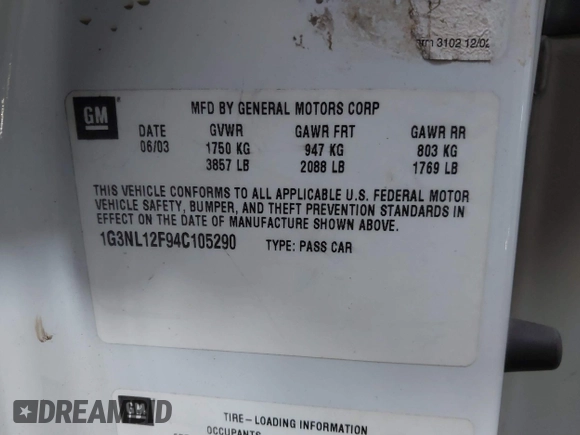 3102 12/02
GM MFD BY GENERAL MOTORS CORP
DATE GVWR GAWR FRT GAWR RR
06/03 1750 KG 947 KG 803 KG
3857 LB 2088 LB 1769 LB
THIS VEHICLE CONFORMS TO ALL APPLICABLE U.S. FEDERAL MOTOR
VEHICLE SAFETY, BUMPER, AND THEFT PREVENTION STANDARDS IN
EFFECT ON THE DATE OF MANUFACTURE SHOWN ABOVE.
1G3NL12F94C105290 TYPE: PASS CAR
GM
TIRE-LOADING INFORMATION
OCCUPANTS
DREAMBID